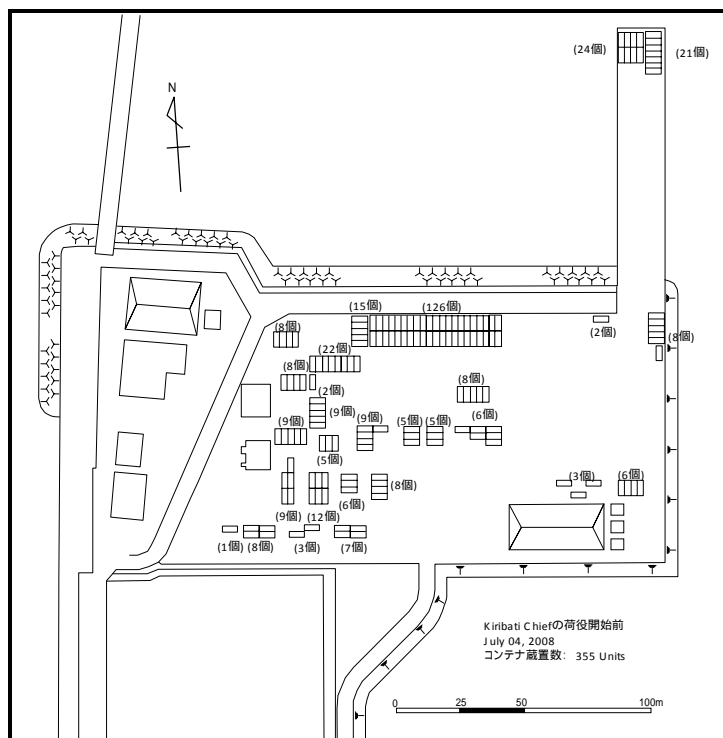 (24個)
(21個)
N
(15個)
(126個)
(2個)
(8個)
(8個)
(22個)
(8個)
(2個)
(8個)
(9個)
(9個)
(9個)
(5個)
(5個)
(6個)
(5個)
(3個)
(6個)
(6個)
(8個)
(9個)
(12個)
(1個)
(8個)
(3個)
(7個)
Kiribati Chiefの荷役開始前
July 04, 2008
コンテナ蔵置数: 355 Units
0 25 50 100m